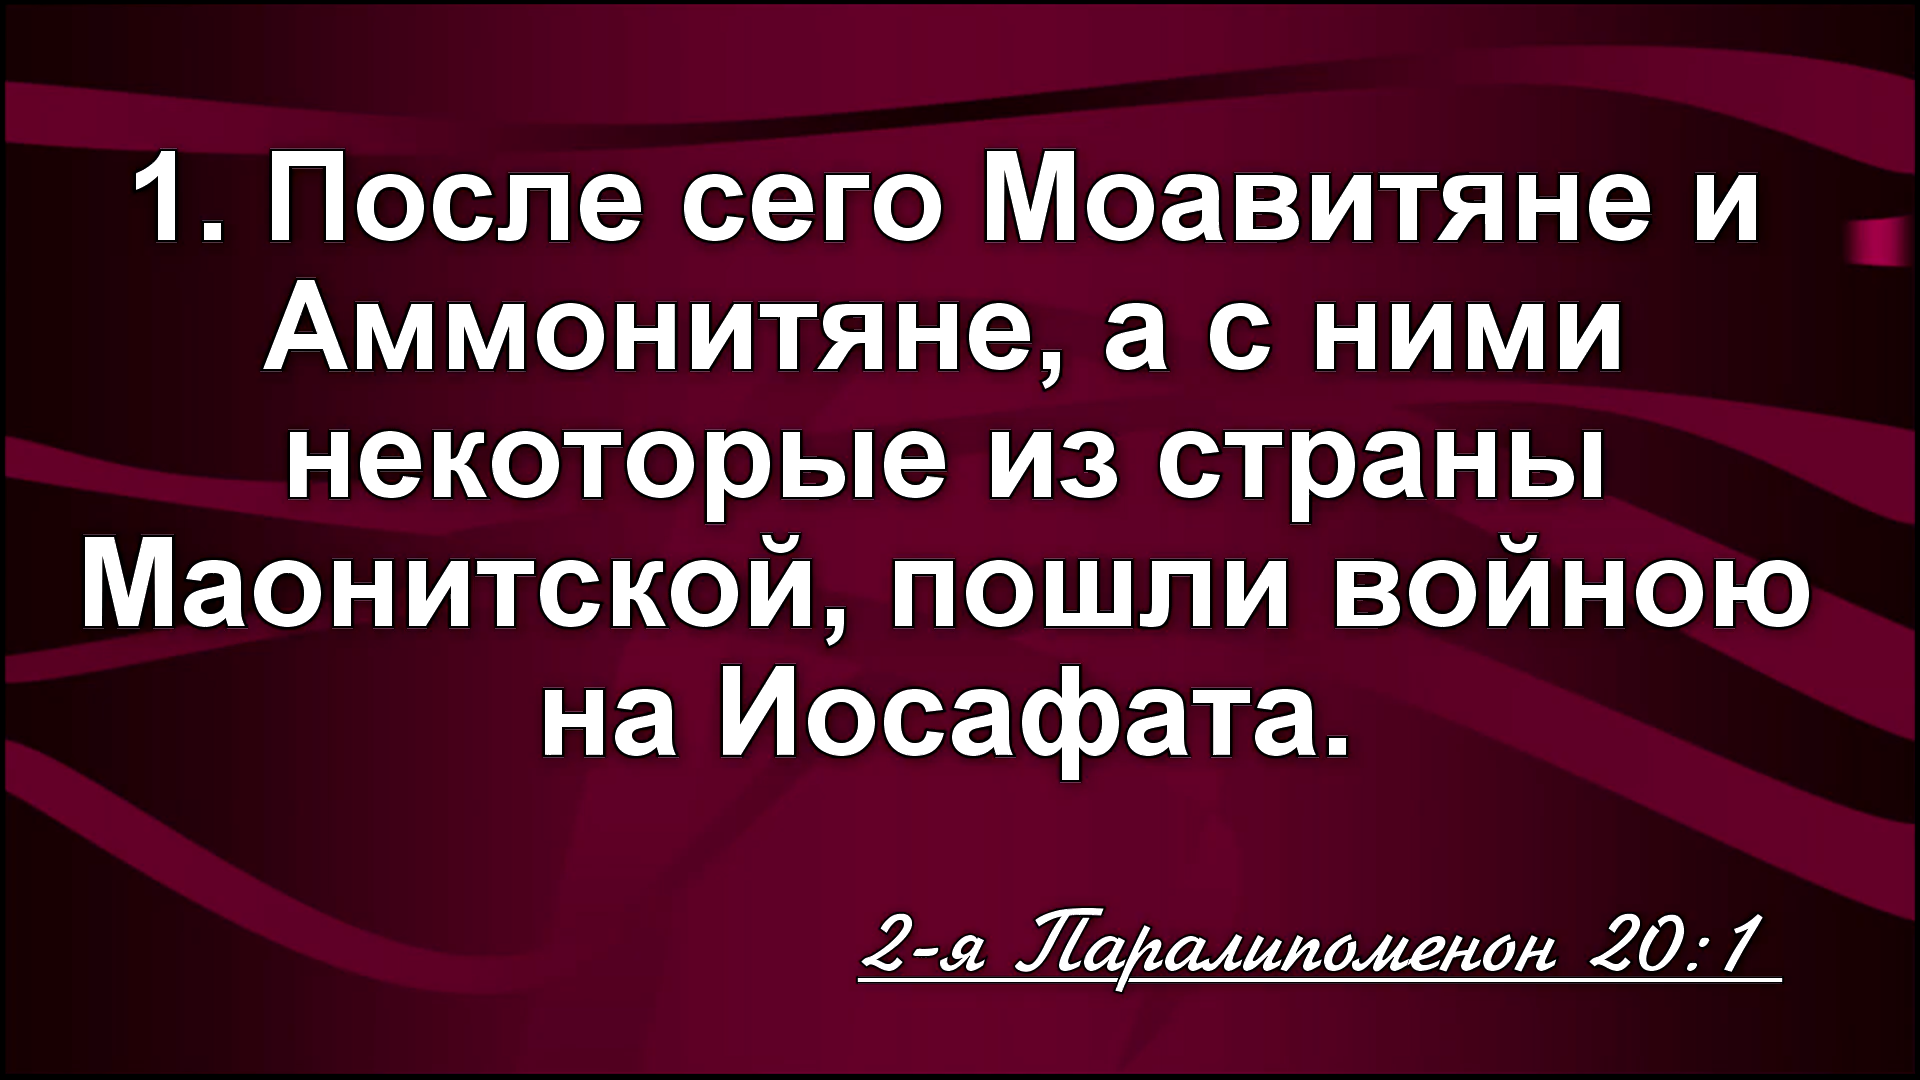 1. После сего Моавитяне и
Аммонитяне, а с ними
некоторые из страны
Маонитской, пошли войною
на Иосафата.
2-я Паралипоменон 20:1